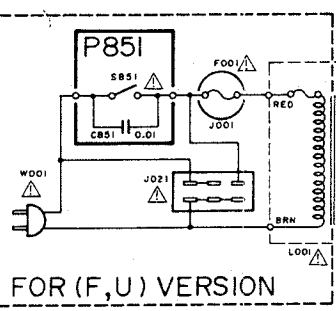 P851
S851
C851 0.01
F001
J001
RED
W001
J021
BRN
L001
FOR (F,U) VERSION